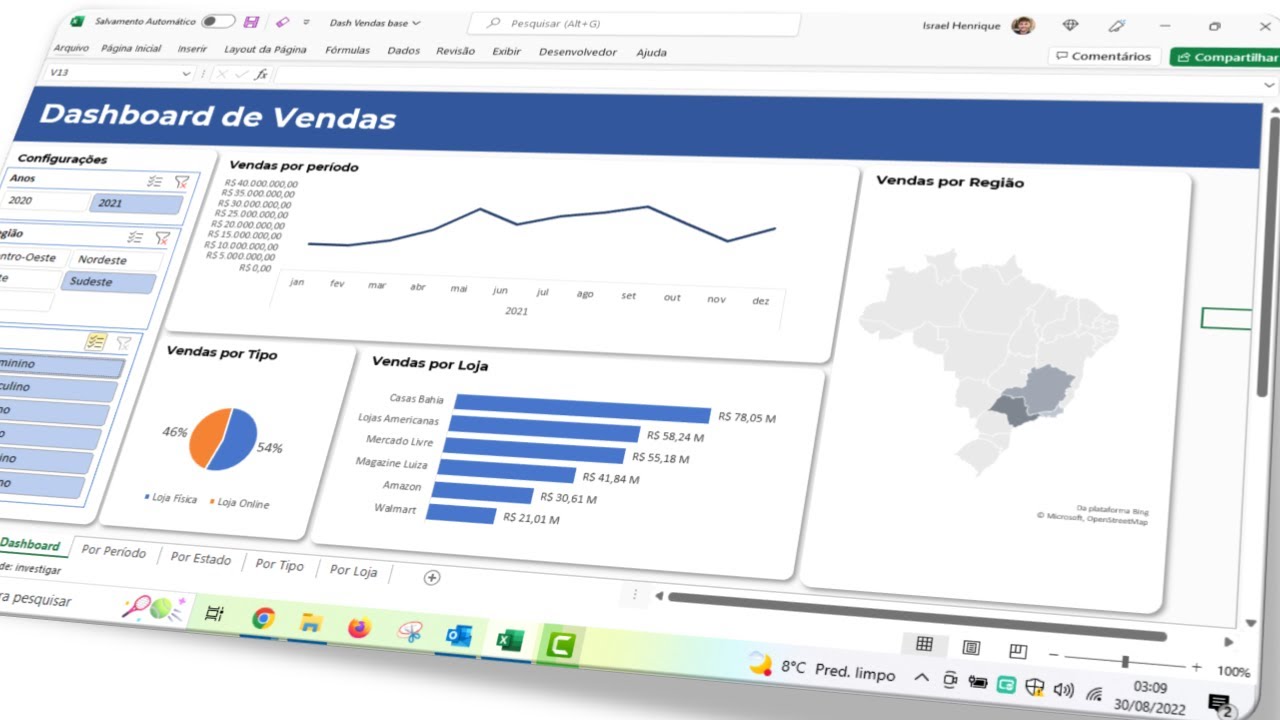 Salvamento Automático
Dash Vendas base
Pesquisar (Alt+G)
Israel Henrique
Arquivo Página Inicial Inserir Layout da Página Fórmulas Dados Revisão Exibir Desenvolvedor Ajuda
Comentários
Compartilhar
V13
fx
Dashboard de Vendas
Configurações
Anos
2020
2021
gião
entro-Oeste
Nordeste
te
Sudeste
minino
culino
no
o
ino
no
Vendas por período
R$ 40.000.000,00
R$ 35.000.000,00
R$ 30.000.000,00
R$ 25.000.000,00
R$ 20.000.000,00
R$ 15.000.000,00
R$ 10.000.000,00
R$ 5.000.000,00
R$ 0,00
jan fev mar abr mai jun jul ago set out nov dez
2021
Vendas por Região
Da plataforma Bing
© Microsoft, OpenStreetMap
Vendas por Tipo
46%
54%
Loja Física Loja Online
Vendas por Loja
Casas Bahia R$ 78,05 M
Lojas Americanas R$ 58,24 M
Mercado Livre R$ 55,18 M
Magazine Luiza R$ 41,84 M
Amazon R$ 30,61 M
Walmart R$ 21,01 M
Dashboard Por Período Por Estado Por Tipo Por Loja
de: investigar
100%
ra pesquisar
8°C Pred. limpo
03:09
30/08/2022
2